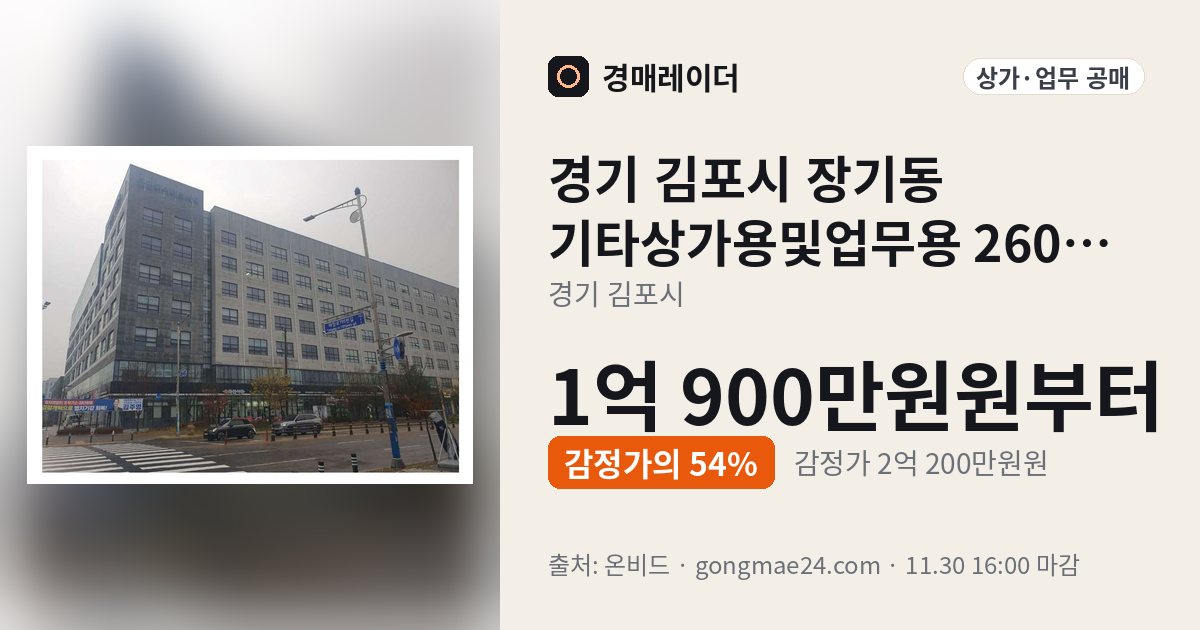 경매레이더
상가·업무 공매
경기 김포시 장기동
기타상가용및업무용 260…
경기 김포시
1억 900만원원부터
감정가의 54%
감정가 2억 200만원원
출처: 온비드 · gongmae24.com · 11.30 16:00 마감